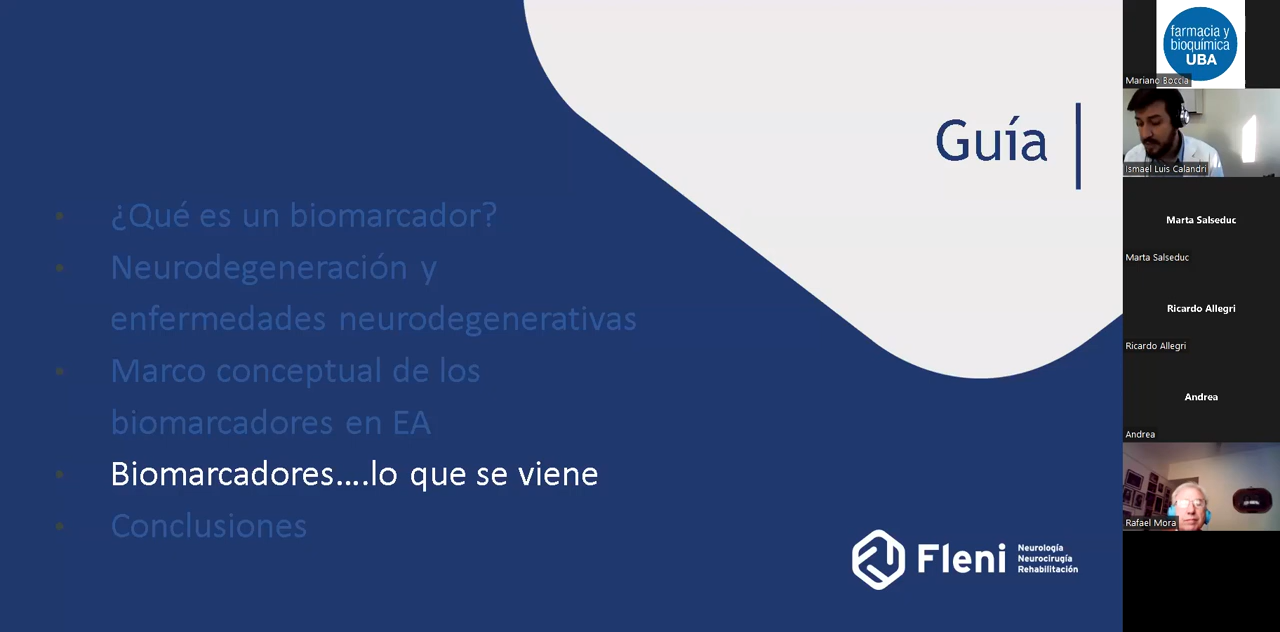 Guía
¿Qué es un biomarcador?
Neurodegeneración y
enfermedades neurodegenerativas
Marco conceptual de los
biomarcadores en EA
Biomarcadores....lo que se viene
Conclusiones
Fleni
Neurología
Neurocirugía
Rehabilitación
farmacia y
bioquímica
UBA
Mariano Boccia
Ismael Luis Calandri
Marta Salseduc
Marta Salseduc
Ricardo Allegri
Ricardo Allegri
Andrea
Andrea
Rafael Mora